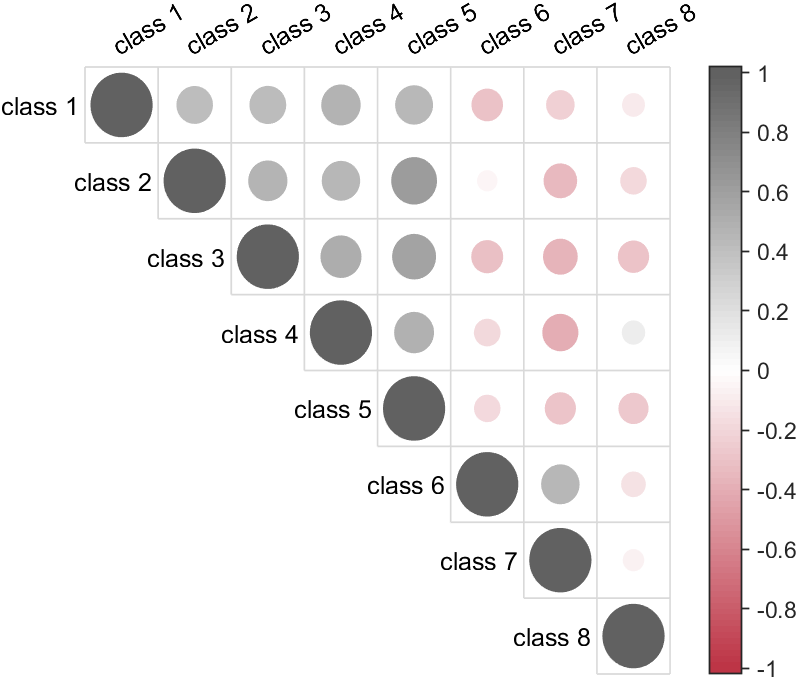 class 1
class 2
class 3
class 4
class 5
class 6
class 7
class 8
class 1
class 2
class 3
class 4
class 5
class 6
class 7
class 8
1
0.8
0.6
0.4
0.2
0
-0.2
-0.4
-0.6
-0.8
-1